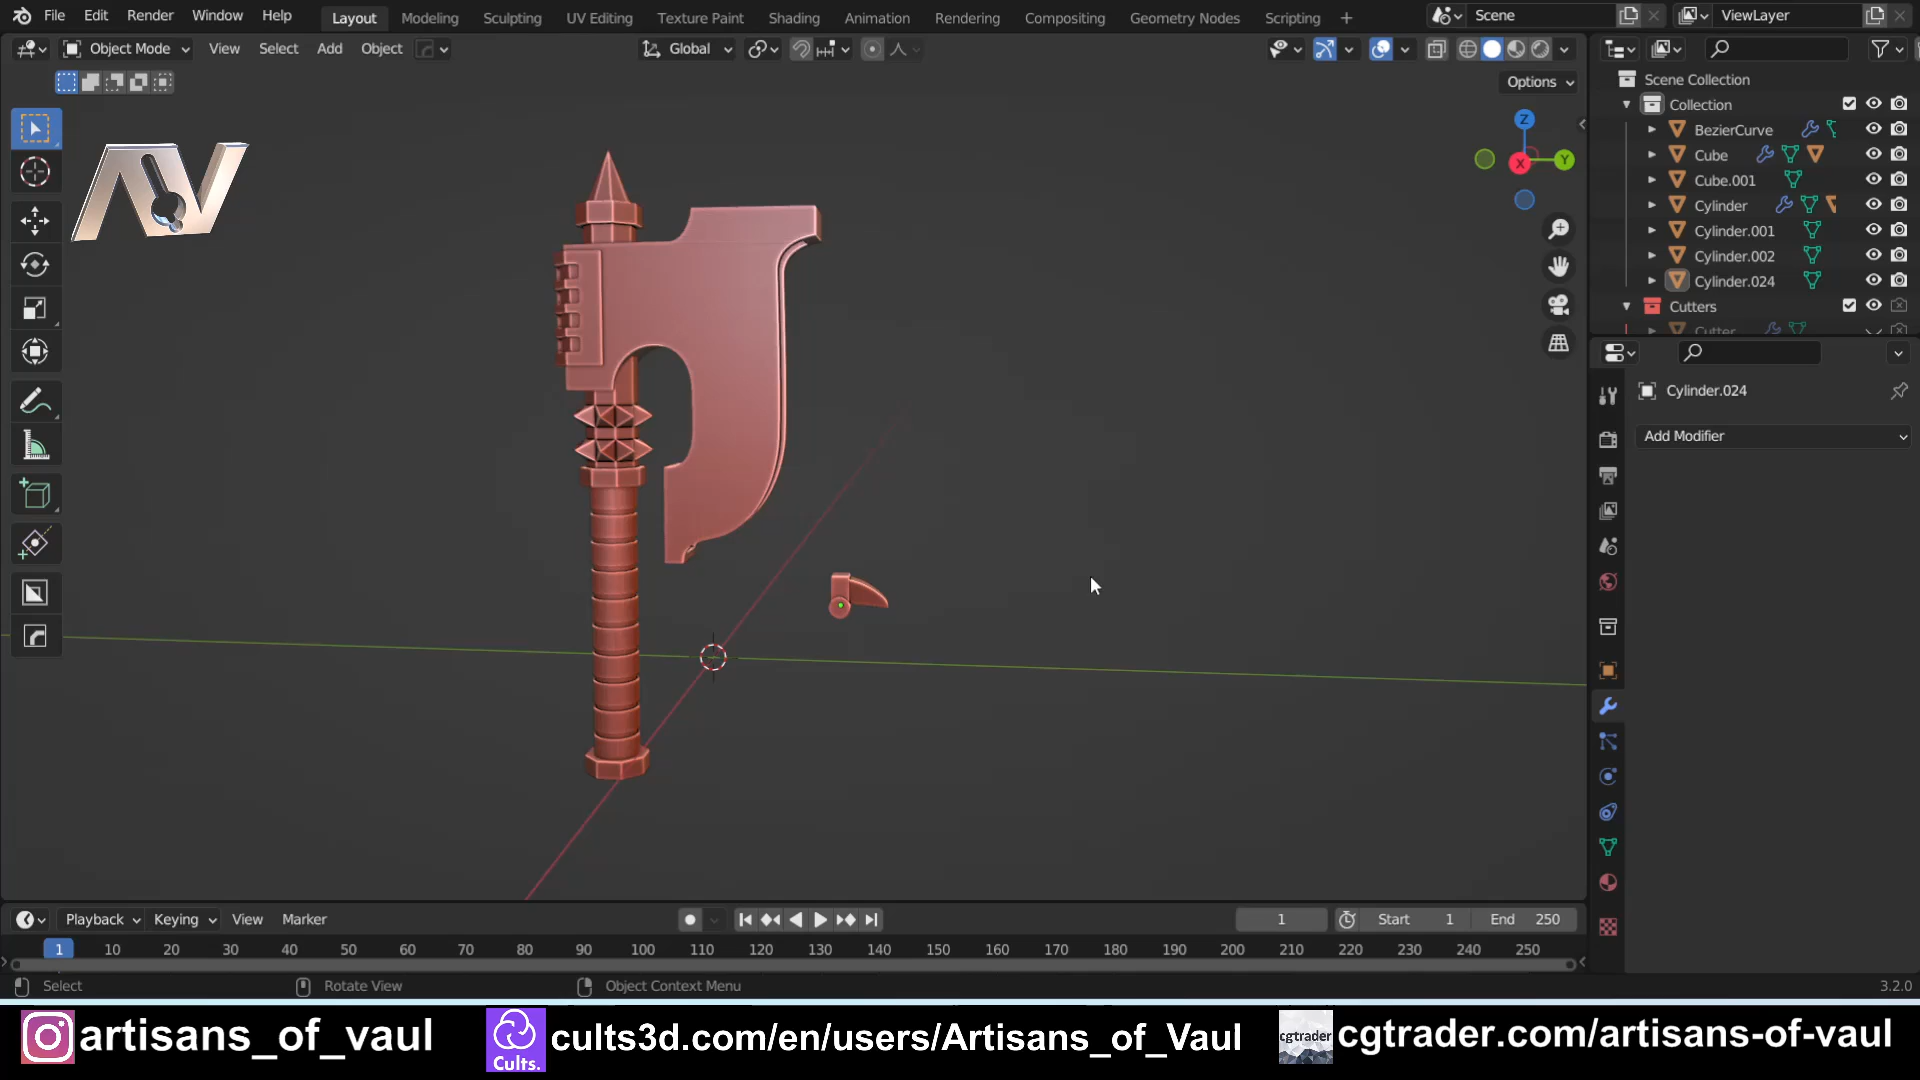 File Edit Render Window Help
Layout Modeling Sculpting UV Editing Texture Paint Shading Animation Rendering Compositing Geometry Nodes Scripting +
Scene
ViewLayer
Object Mode View Select Add Object
Global
Options
Scene Collection
Collection
BezierCurve
Cube
Cube.001
Cylinder
Cylinder.001
Cylinder.002
Cylinder.024
Cutters
Cutter
Z
Y
X
AV
Cylinder.024
Add Modifier
Playback Keying View Marker
1
Start 1
End 250
1 10 20 30 40 50 60 70 80 90 100 110 120 130 140 150 160 170 180 190 200 210 220 230 240 250
Select
Rotate View
Object Context Menu
3.2.0
artisans_of_vaul
Cults.
cults3d.com/en/users/Artisans_of_Vaul
cgtrader
cgtrader.com/artisans-of-vaul